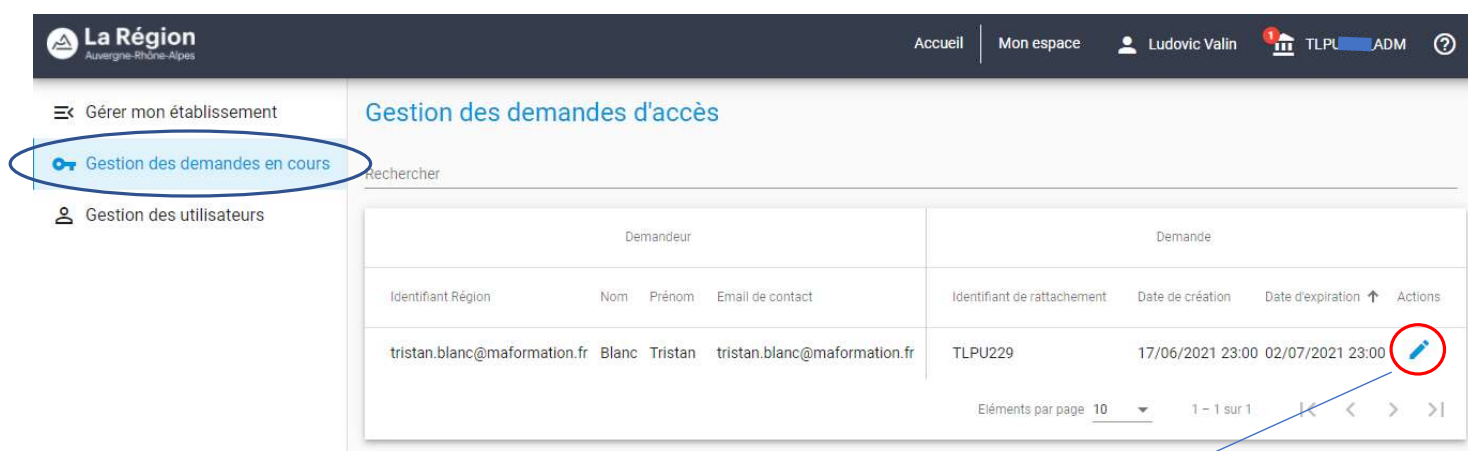 La Région
Auvergne-Rhône-Alpes
Accueil
Mon espace
Ludovic Valin
1
TLPU ADM
?
Gérer mon établissement
Gestion des demandes en cours
Gestion des utilisateurs
Gestion des demandes d'accès
Rechercher
Demandeur
Demande
Identifiant Région
Nom
Prénom
Email de contact
Identifiant de rattachement
Date de création
Date d'expiration
Actions
tristan.blanc@maformation.fr
Blanc
Tristan
tristan.blanc@maformation.fr
TLPU229
17/06/2021 23:00
02/07/2021 23:00
Eléments par page 10
1 – 1 sur 1